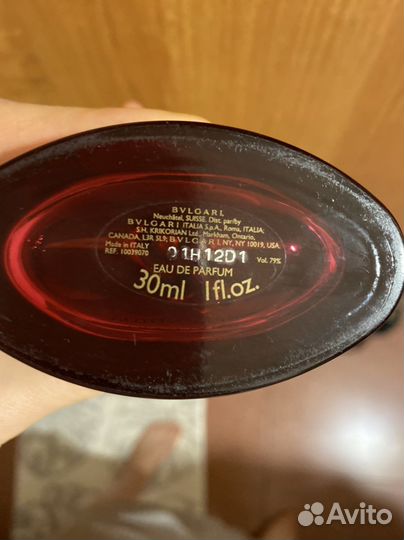 BVLGARI
Neuchâtel, SUISSE. Dist. par/by
BVLGARI ITALIA S.p.A., Roma, ITALIA;
S.H. KRIKORIAN Ltd., Markham, Ontario,
CANADA, L3R 5L9; BVLGARI, NY, NY 10019, USA.
Made in ITALY
REF. 10039070
01H12D1
Vol. 79%
EAU DE PARFUM
30ml 1fl.oz.
Avito